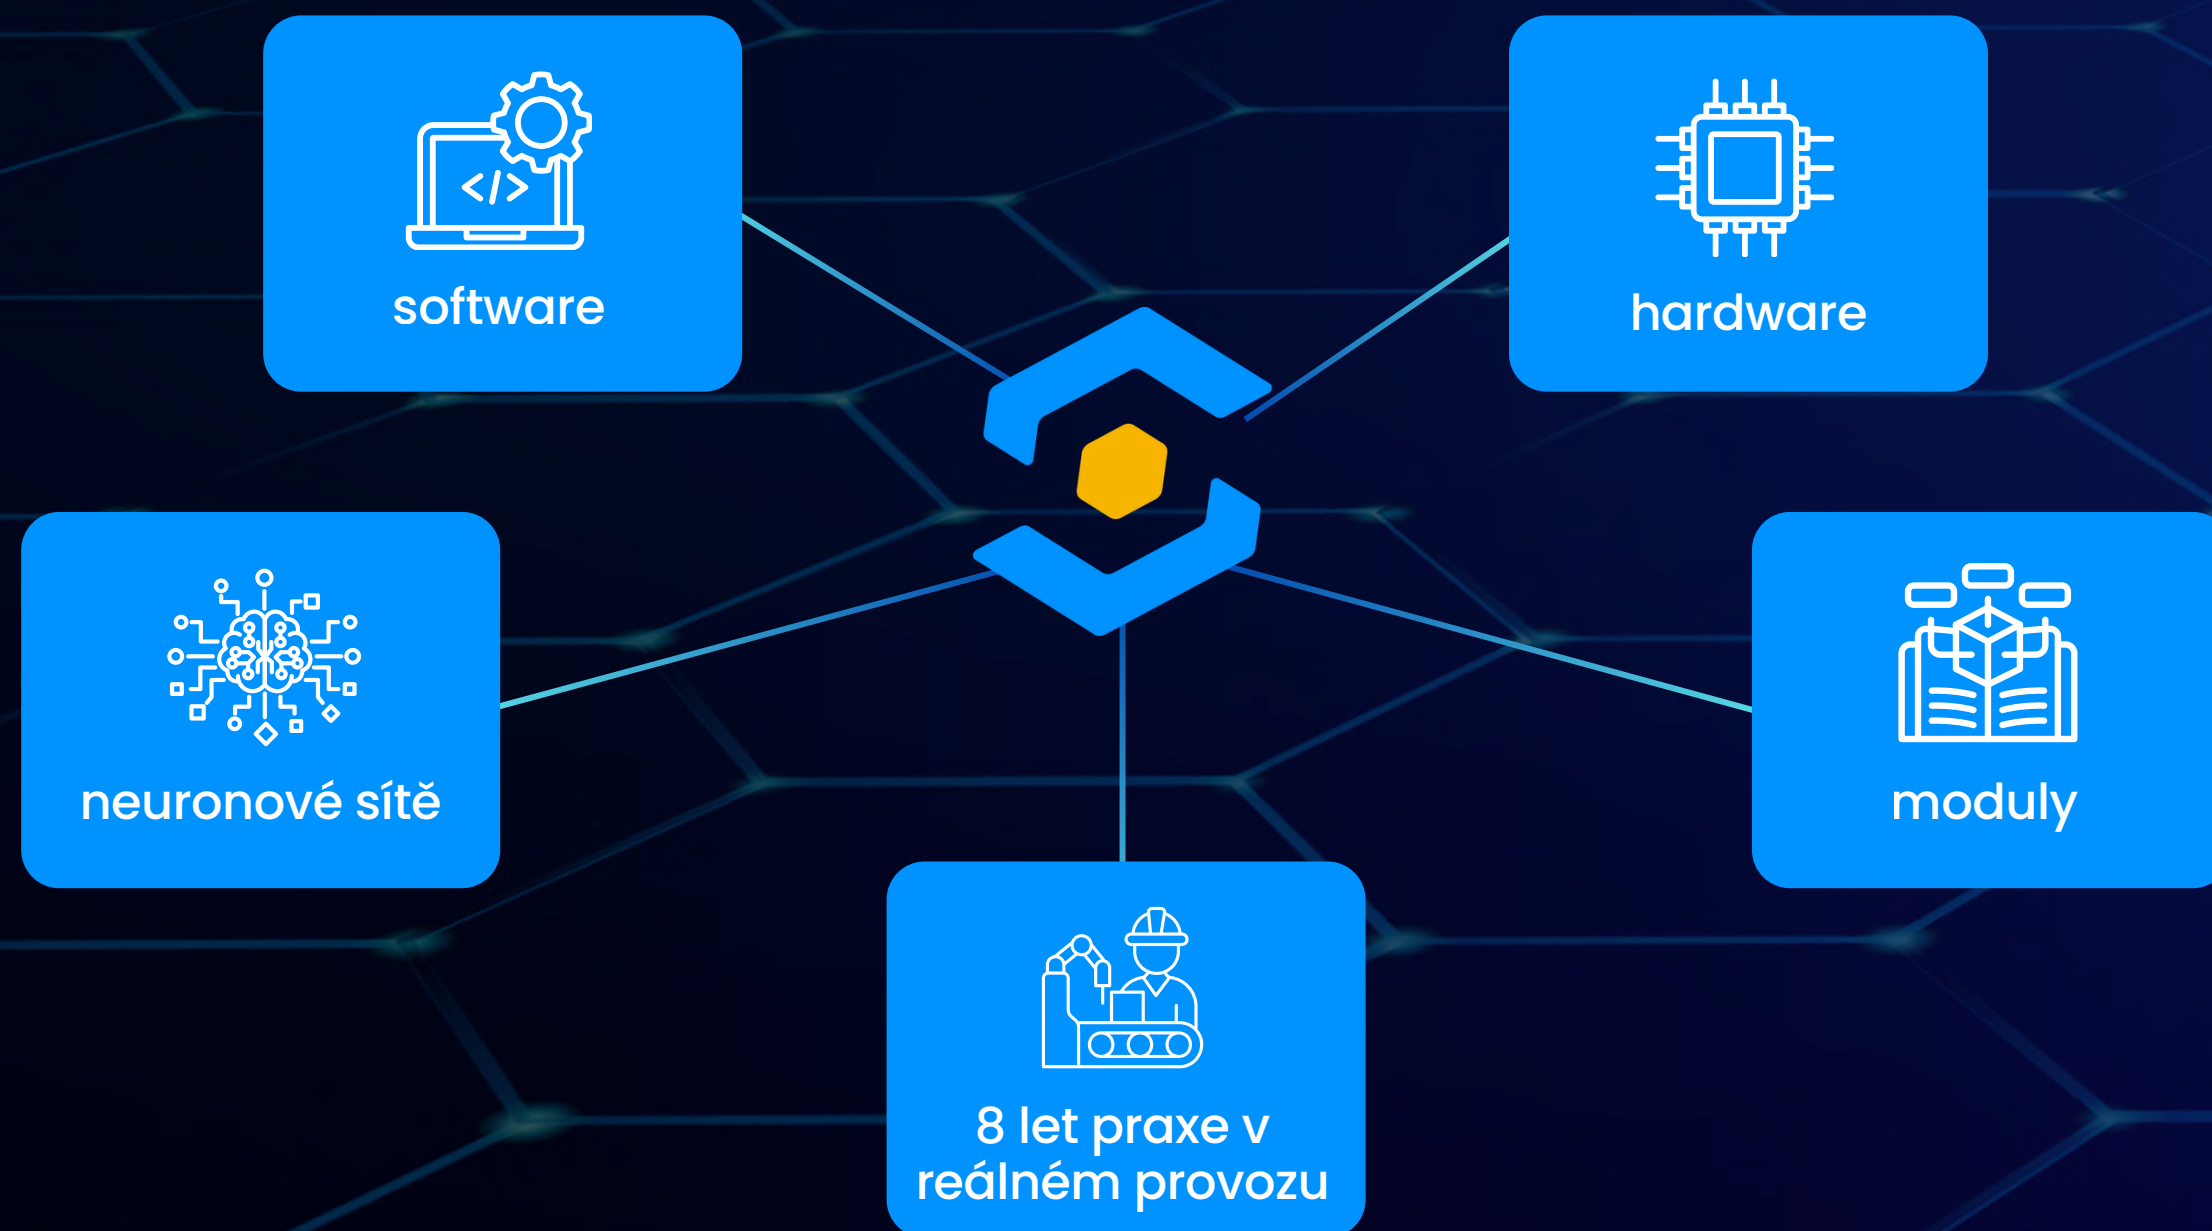 software
hardware
neuronové sítě
moduly
8 let praxe v
reálném provozu